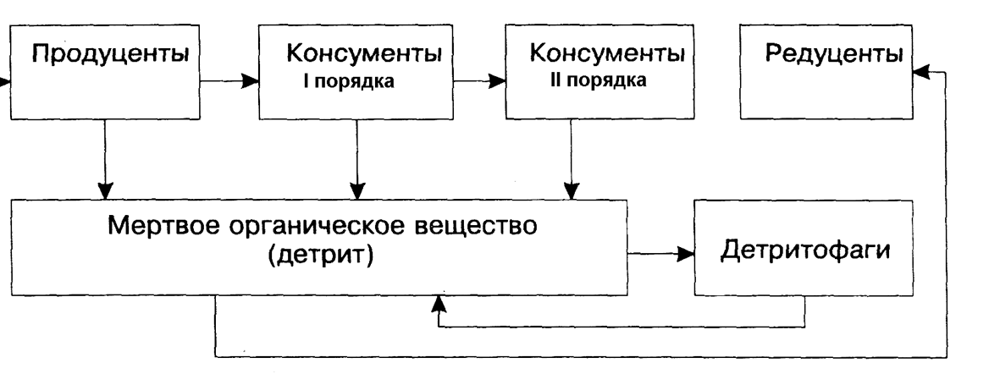 Продуценты
Консументы
I порядка
Консументы
II порядка
Редуценты
Мертвое органическое вещество
(детрит)
Детритофаги